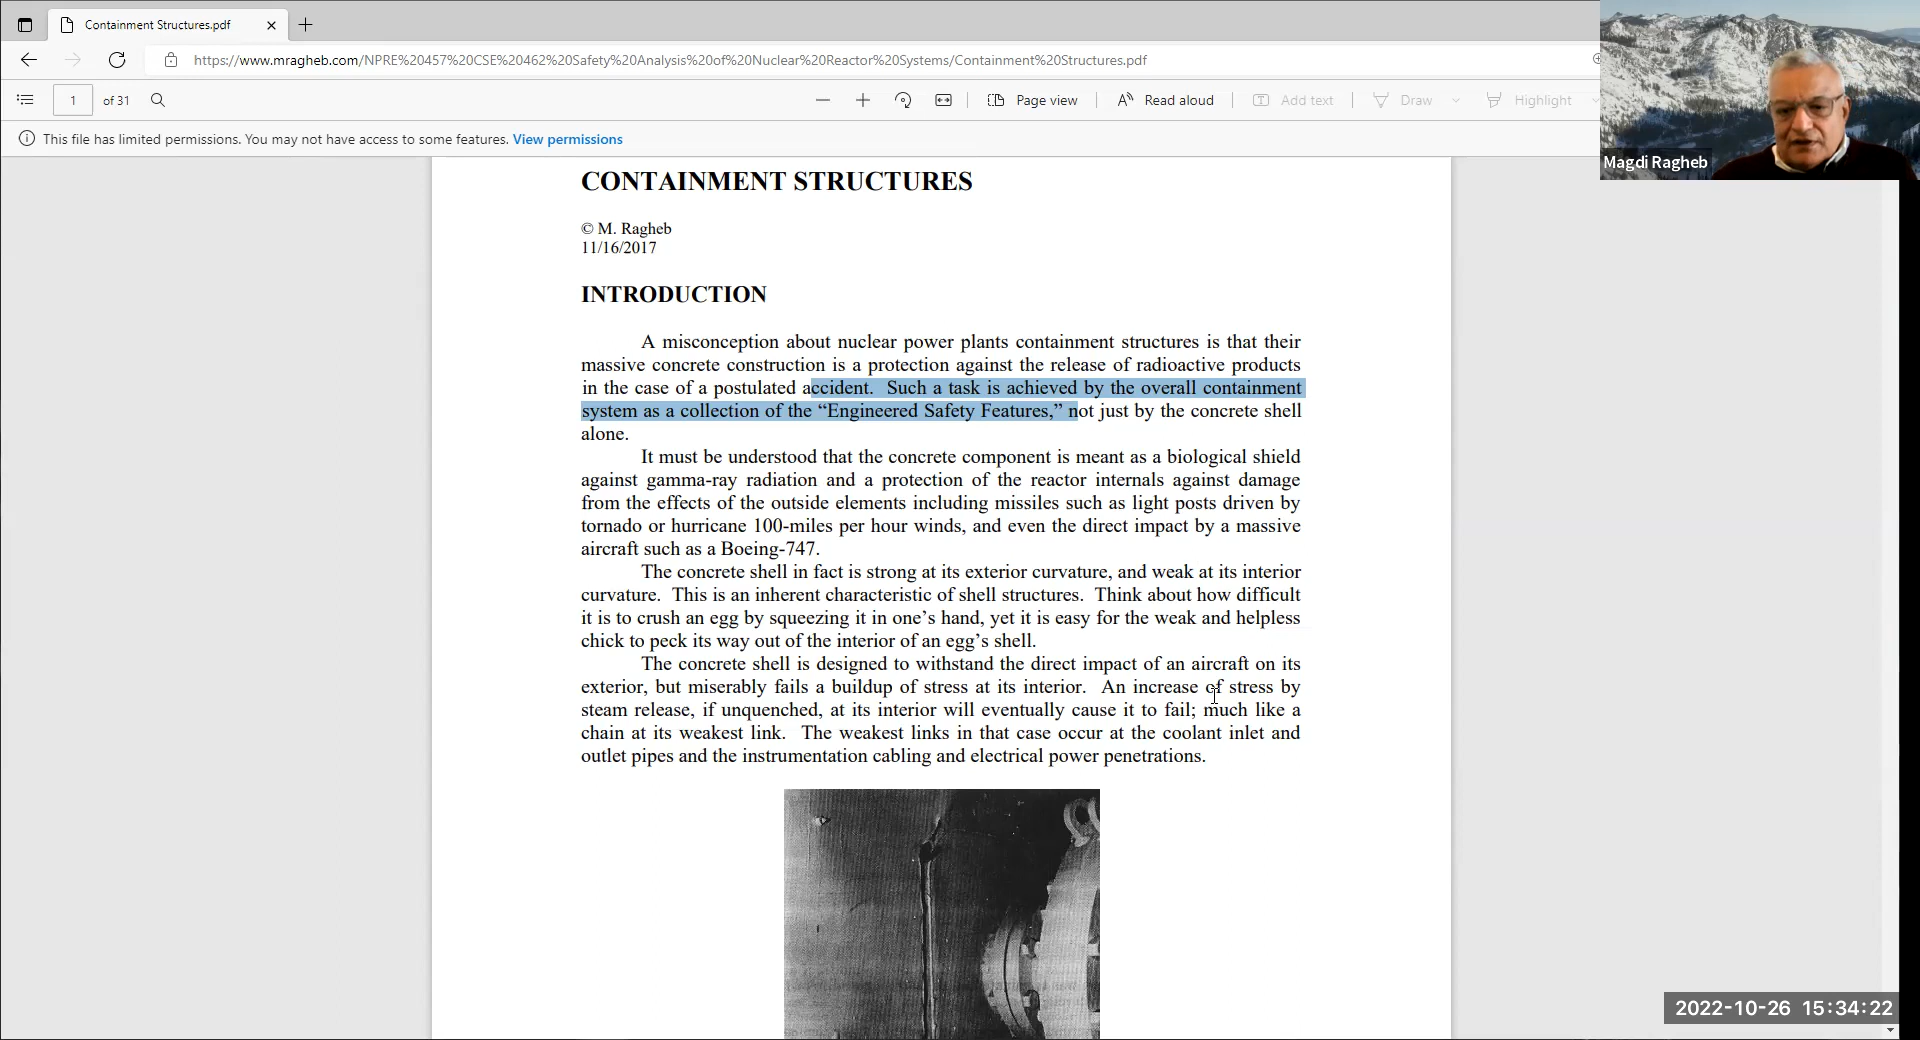 Containment Structures.pdf
https://www.mragheb.com/NPRE%20457%20CSE%20462%20Safety%20Analysis%20of%20Nuclear%20Reactor%20Systems/Containment%20Structures.pdf
1 of 31 Page view Read aloud Add text Draw Highlight
This file has limited permissions. You may not have access to some features. View permissions
Magdi Ragheb
CONTAINMENT STRUCTURES
© M. Ragheb
11/16/2017
INTRODUCTION
A misconception about nuclear power plants containment structures is that their
massive concrete construction is a protection against the release of radioactive products
in the case of a postulated accident. Such a task is achieved by the overall containment
system as a collection of the “Engineered Safety Features,” not just by the concrete shell
alone.
It must be understood that the concrete component is meant as a biological shield
against gamma-ray radiation and a protection of the reactor internals against damage
from the effects of the outside elements including missiles such as light posts driven by
tornado or hurricane 100-miles per hour winds, and even the direct impact by a massive
aircraft such as a Boeing-747.
The concrete shell in fact is strong at its exterior curvature, and weak at its interior
curvature. This is an inherent characteristic of shell structures. Think about how difficult
it is to crush an egg by squeezing it in one’s hand, yet it is easy for the weak and helpless
chick to peck its way out of the interior of an egg’s shell.
The concrete shell is designed to withstand the direct impact of an aircraft on its
exterior, but miserably fails a buildup of stress at its interior. An increase of stress by
steam release, if unquenched, at its interior will eventually cause it to fail; much like a
chain at its weakest link. The weakest links in that case occur at the coolant inlet and
outlet pipes and the instrumentation cabling and electrical power penetrations.
2022-10-26 15:34:22